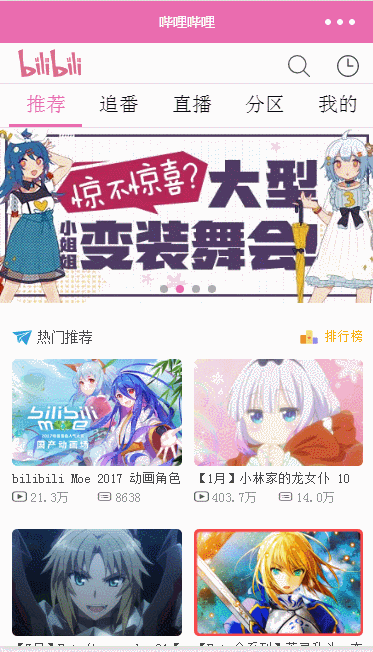 哔哩哔哩
bilibili
推荐 追番 直播 分区 我的
惊不惊喜? 大型
小姐姐 变装舞会!
热门推荐 排行榜
bilibili
moe
国产动画场
bilibili Moe 2017 动画角色 【1月】小林家的龙女仆 10
21.3万 8638 403.7万 14.0万